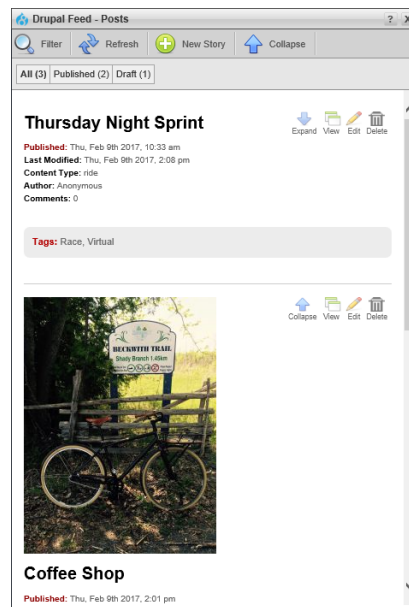 Drupal Feed - Posts
Filter Refresh New Story Collapse
All (3) Published (2) Draft (1)
Thursday Night Sprint
Expand View Edit Delete
Published: Thu, Feb 9th 2017, 10:33 am
Last Modified: Thu, Feb 9th 2017, 2:08 pm
Content Type: ride
Author: Anonymous
Comments: 0
Tags: Race, Virtual
Collapse View Edit Delete
BECKWITH TRAIL
Shady Branch 1.45km
Coffee Shop
Published: Thu, Feb 9th 2017, 2:01 pm